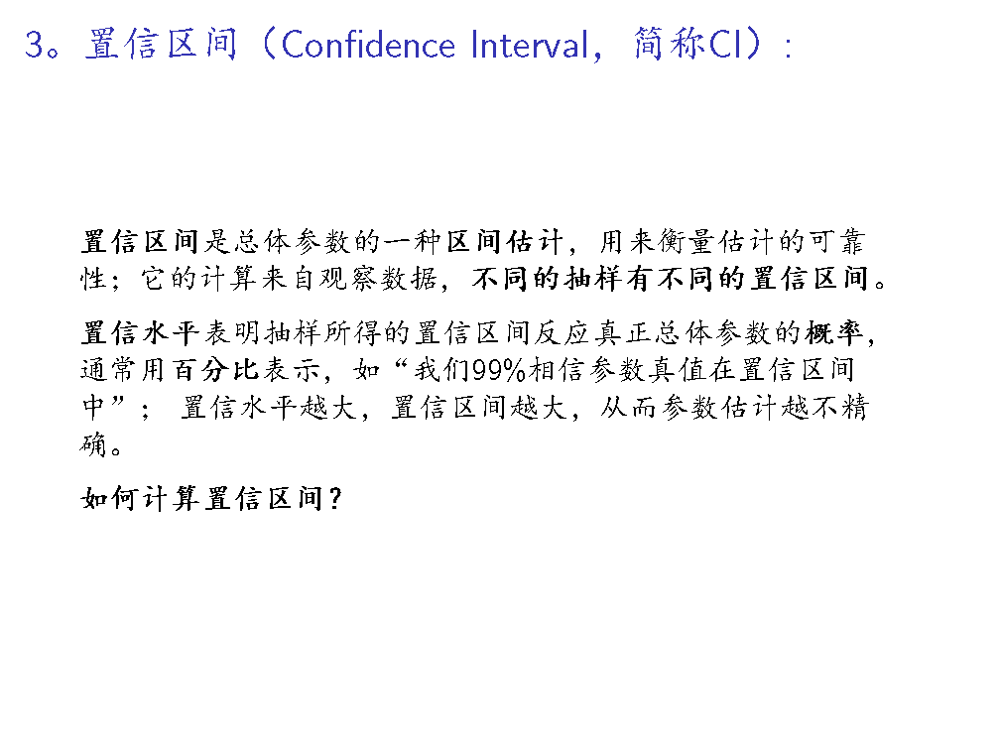 3。置信区间（Confidence Interval，简称CI）:
置信区间是总体参数的一种区间估计，用来衡量估计的可靠
性；它的计算来自观察数据，不同的抽样有不同的置信区间。
置信水平表明抽样所得的置信区间反应真正总体参数的概率，
通常用百分比表示，如“我们99%相信参数真值在置信区间
中”； 置信水平越大，置信区间越大，从而参数估计越不精
确。
如何计算置信区间？